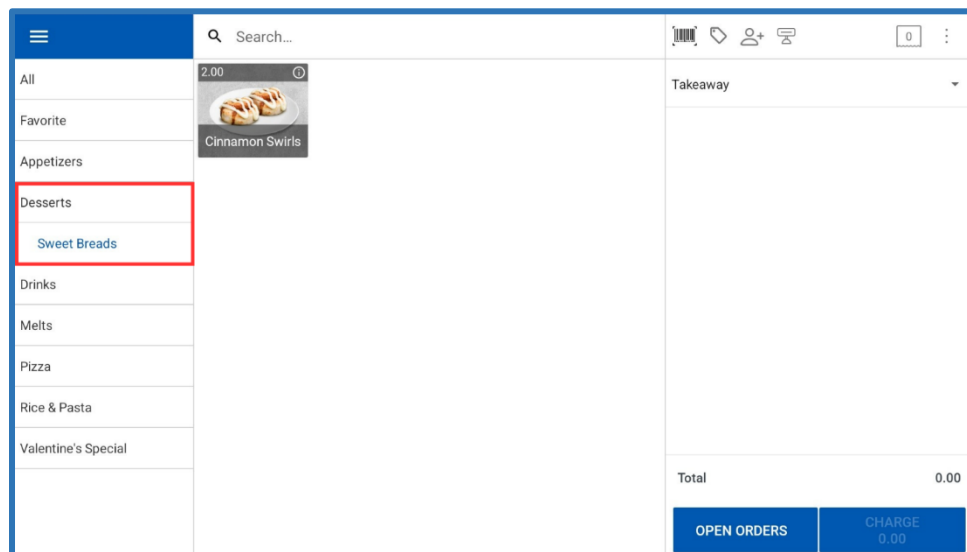 Search...
0
All
Favorite
Appetizers
Desserts
Sweet Breads
Drinks
Melts
Pizza
Rice & Pasta
Valentine's Special
2.00
Cinnamon Swirls
Takeaway
Total 0.00
OPEN ORDERS
CHARGE
0.00